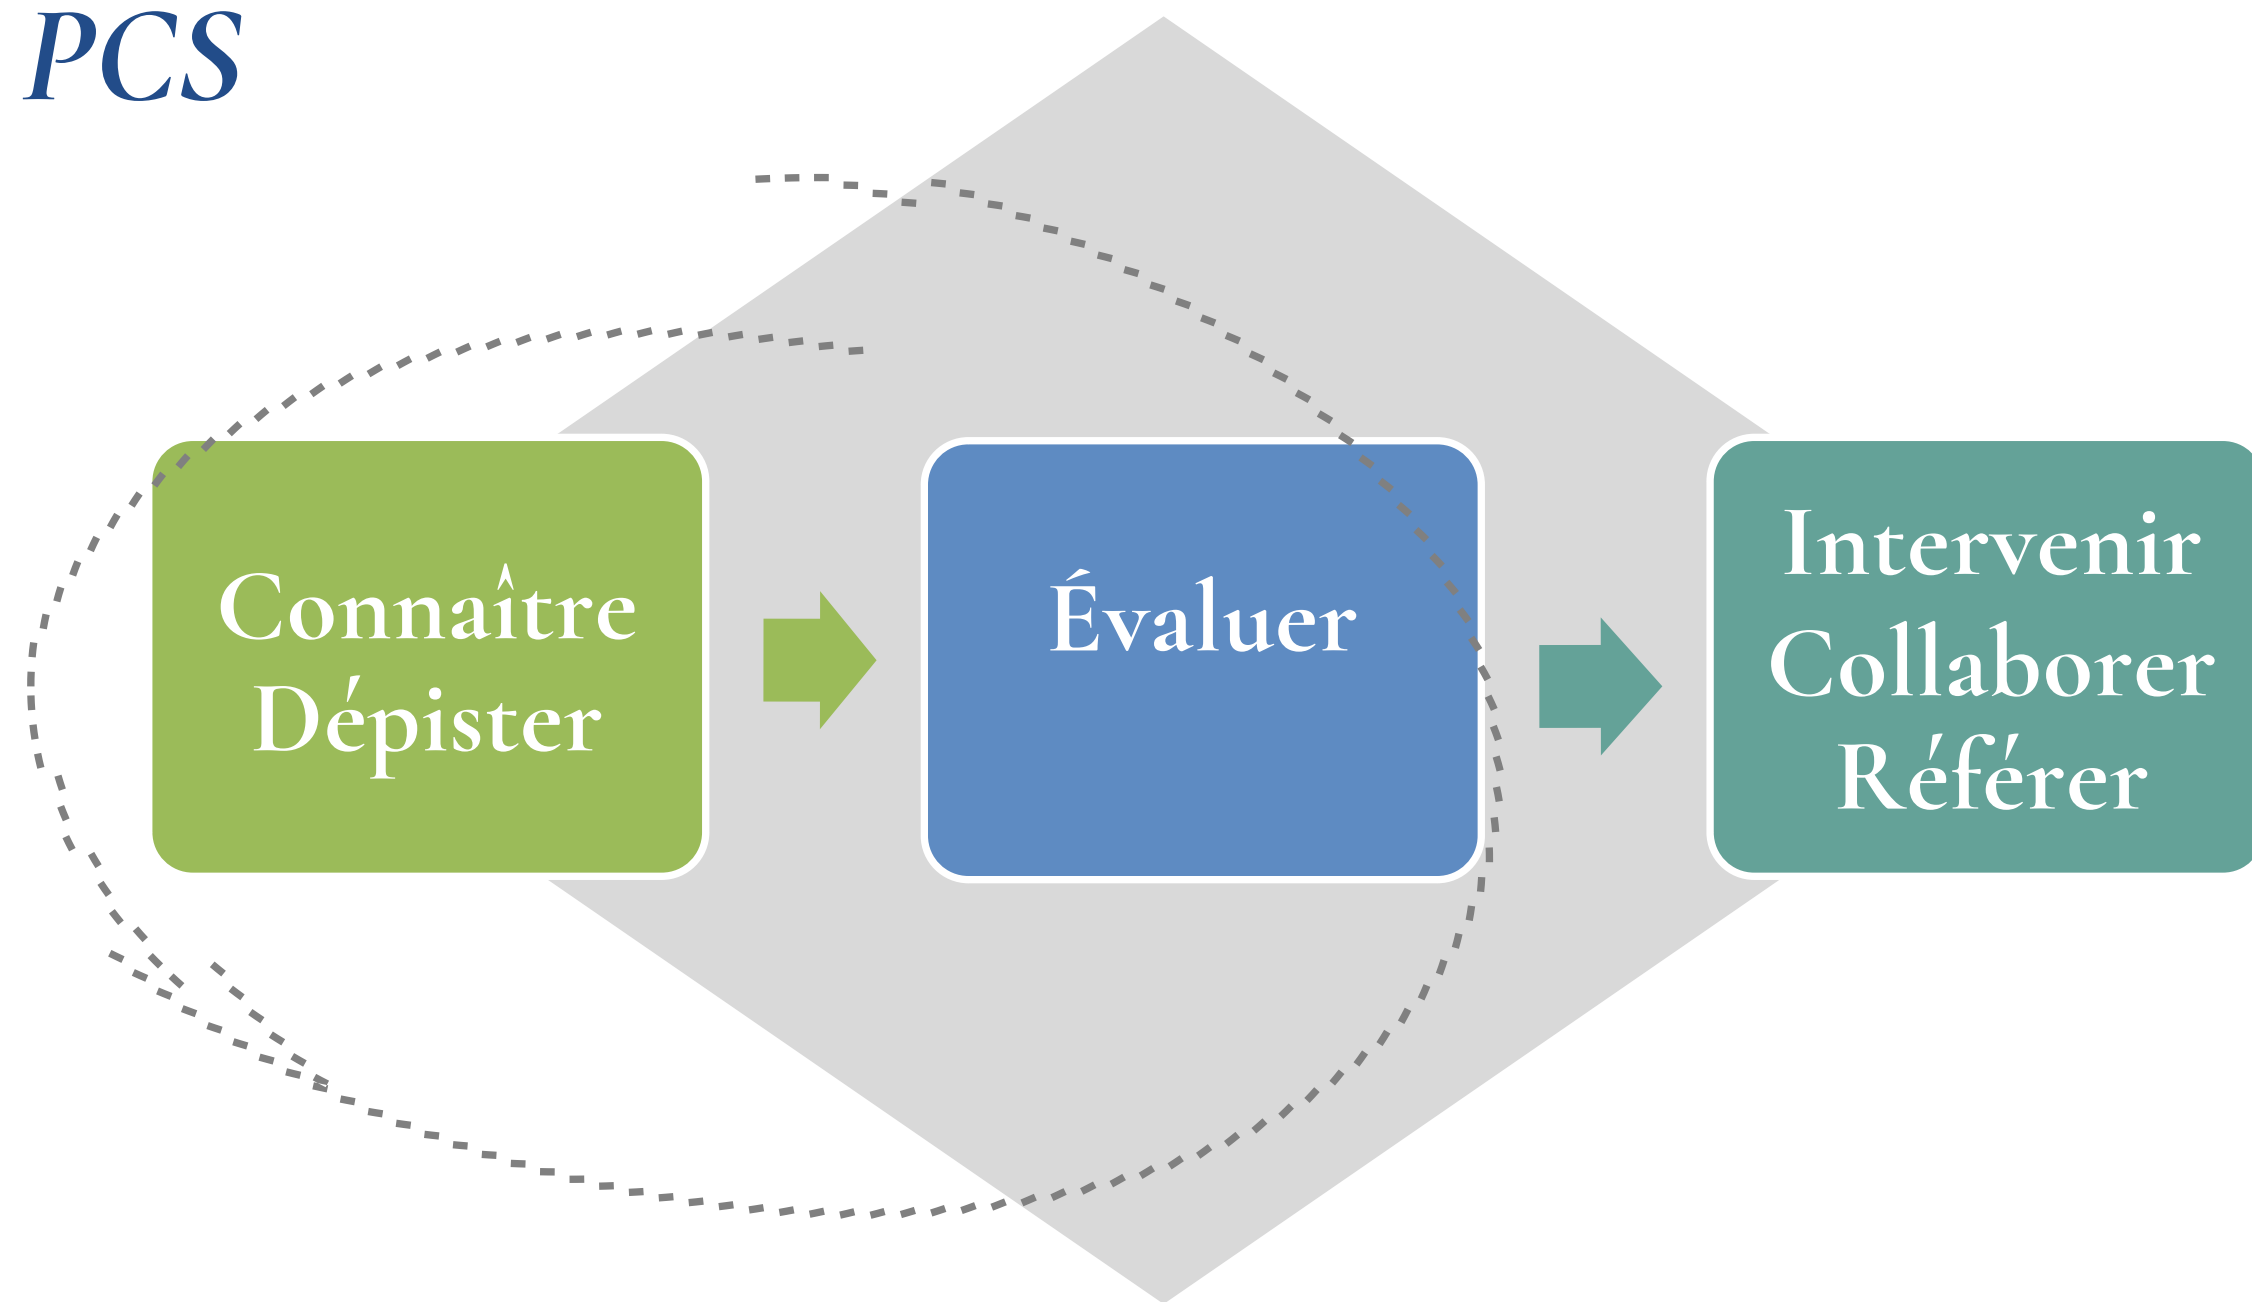 PCS
Connaître
Dépister
Évaluer
Intervenir
Collaborer
Référer